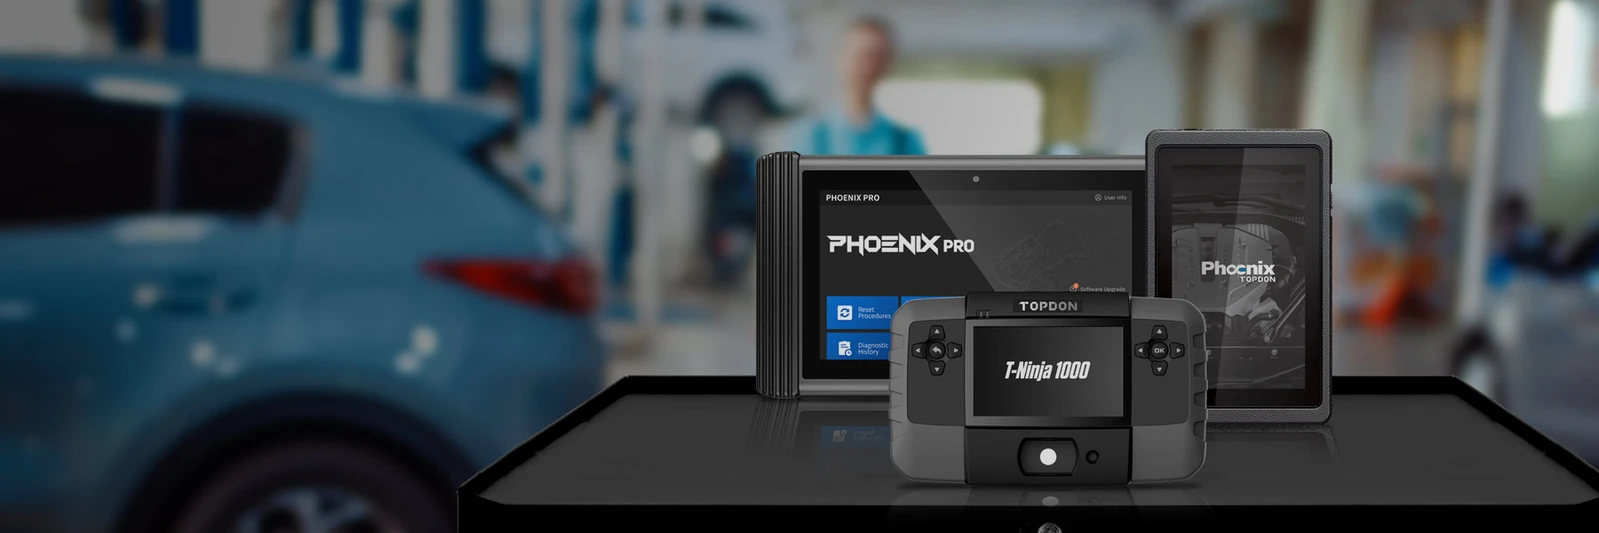 PHOENIX PRO
User Info
PHOENIX PRO
Software Upgrade
Reset
Procedures
Diagnostic
History
TOPDON
T-Ninja 1000
OK
Phoenix
TOPDON